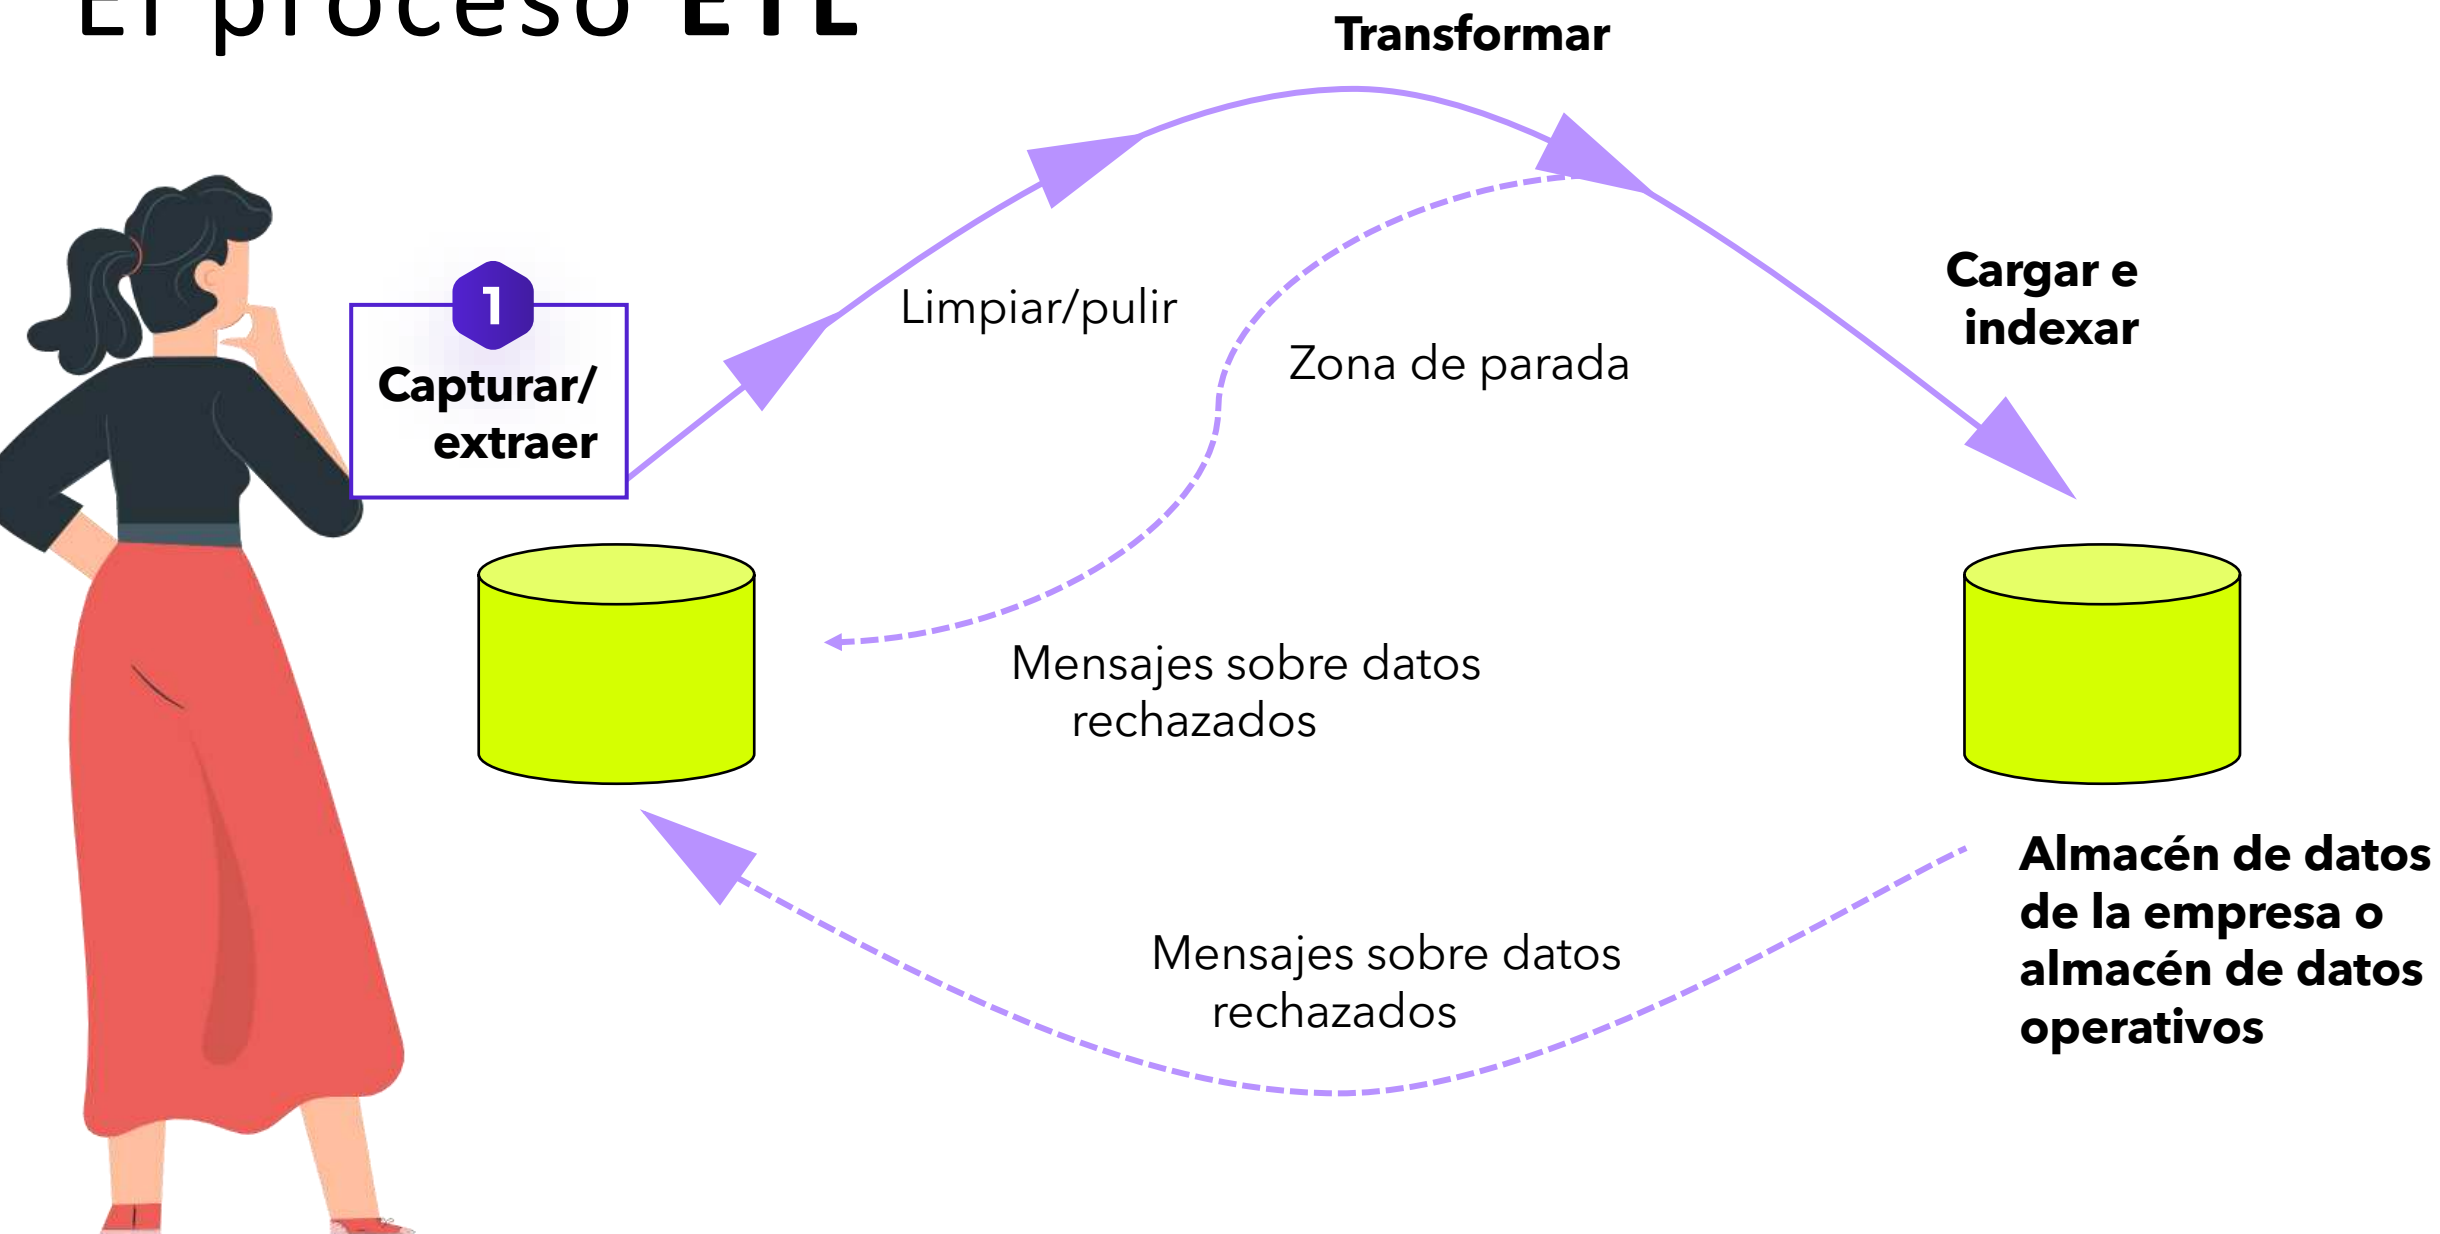 El proceso ETL
Transformar
1
Capturar/
extraer
Limpiar/pulir
Zona de parada
Cargar e
indexar
Mensajes sobre datos
rechazados
Mensajes sobre datos
rechazados
Almacén de datos
de la empresa o
almacén de datos
operativos